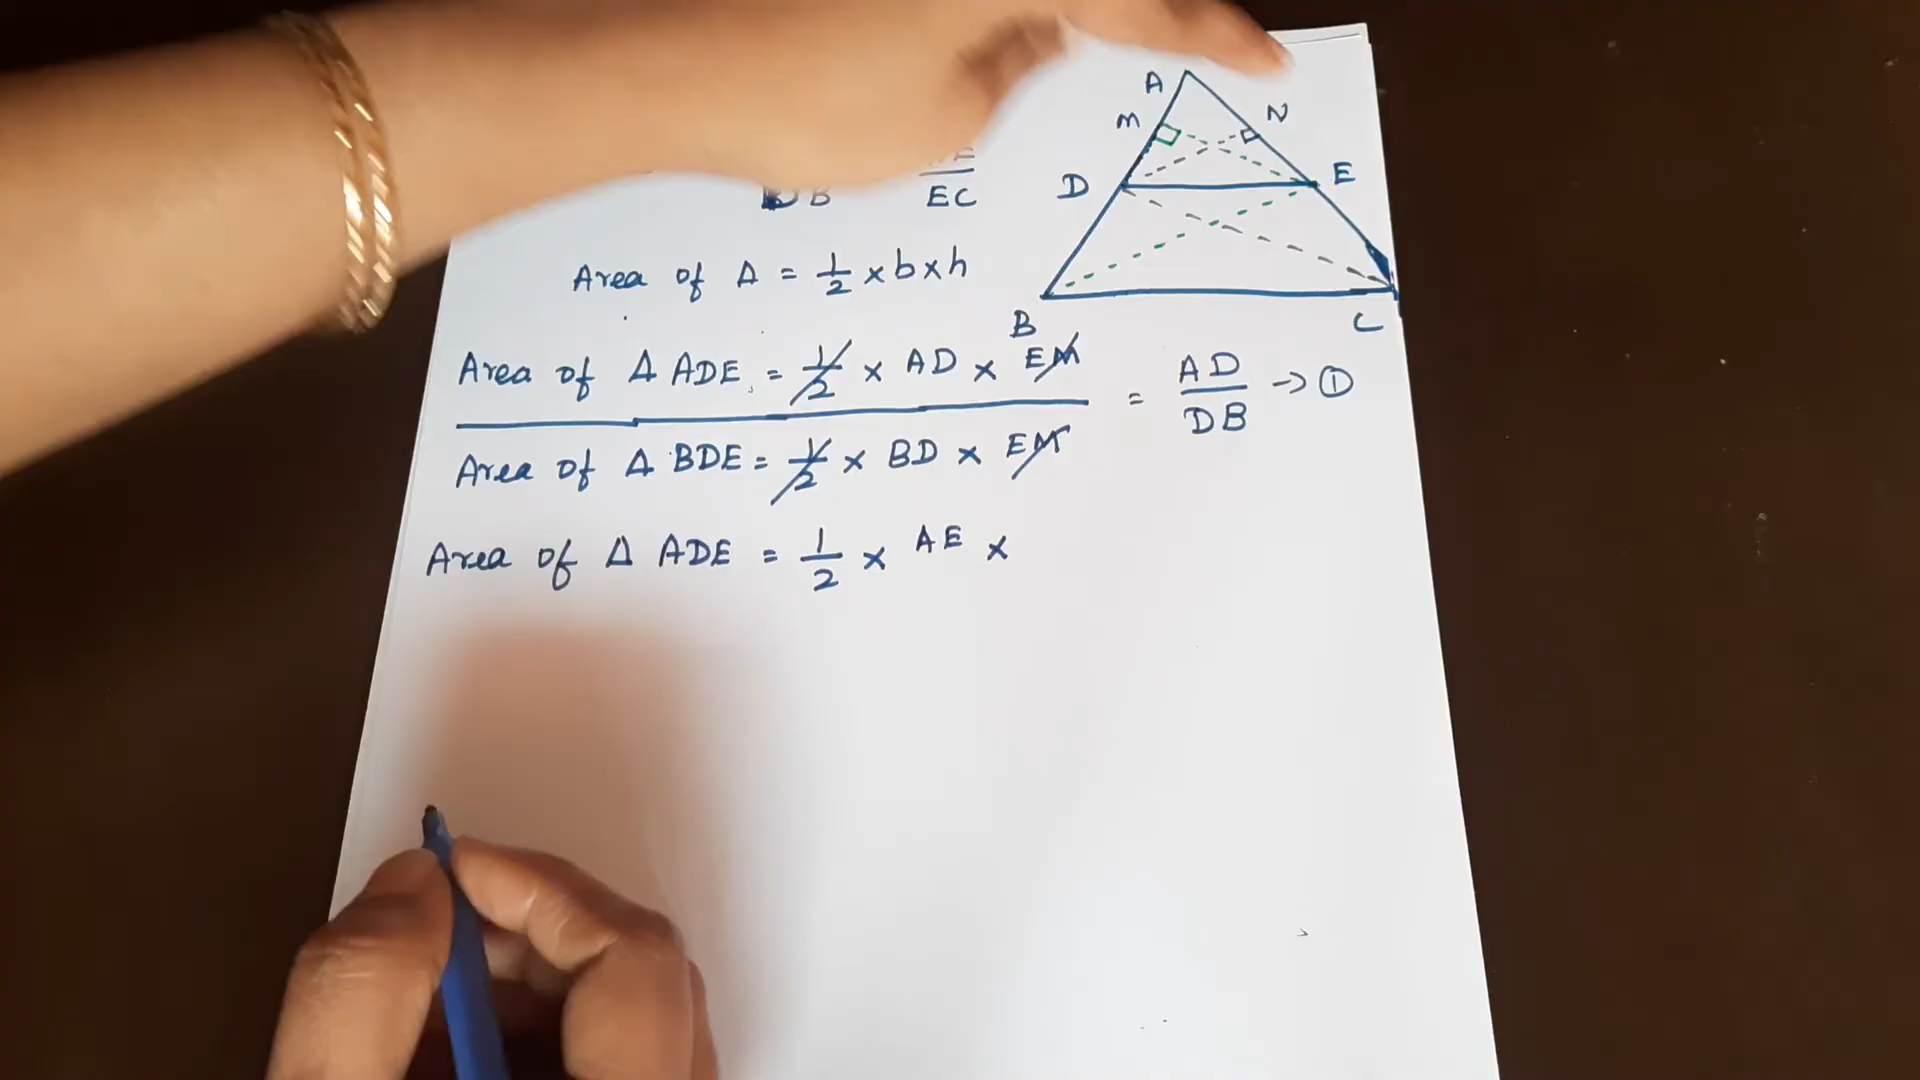 A
M
N
D
E
B
C
B
EC
Area of Δ = 1/2 × b × h
Area of Δ ADE = 1/2 × AD × EM
Area of Δ BDE = 1/2 × BD × EM
= AD/DB → ①
Area of Δ ADE = 1/2 × AE ×